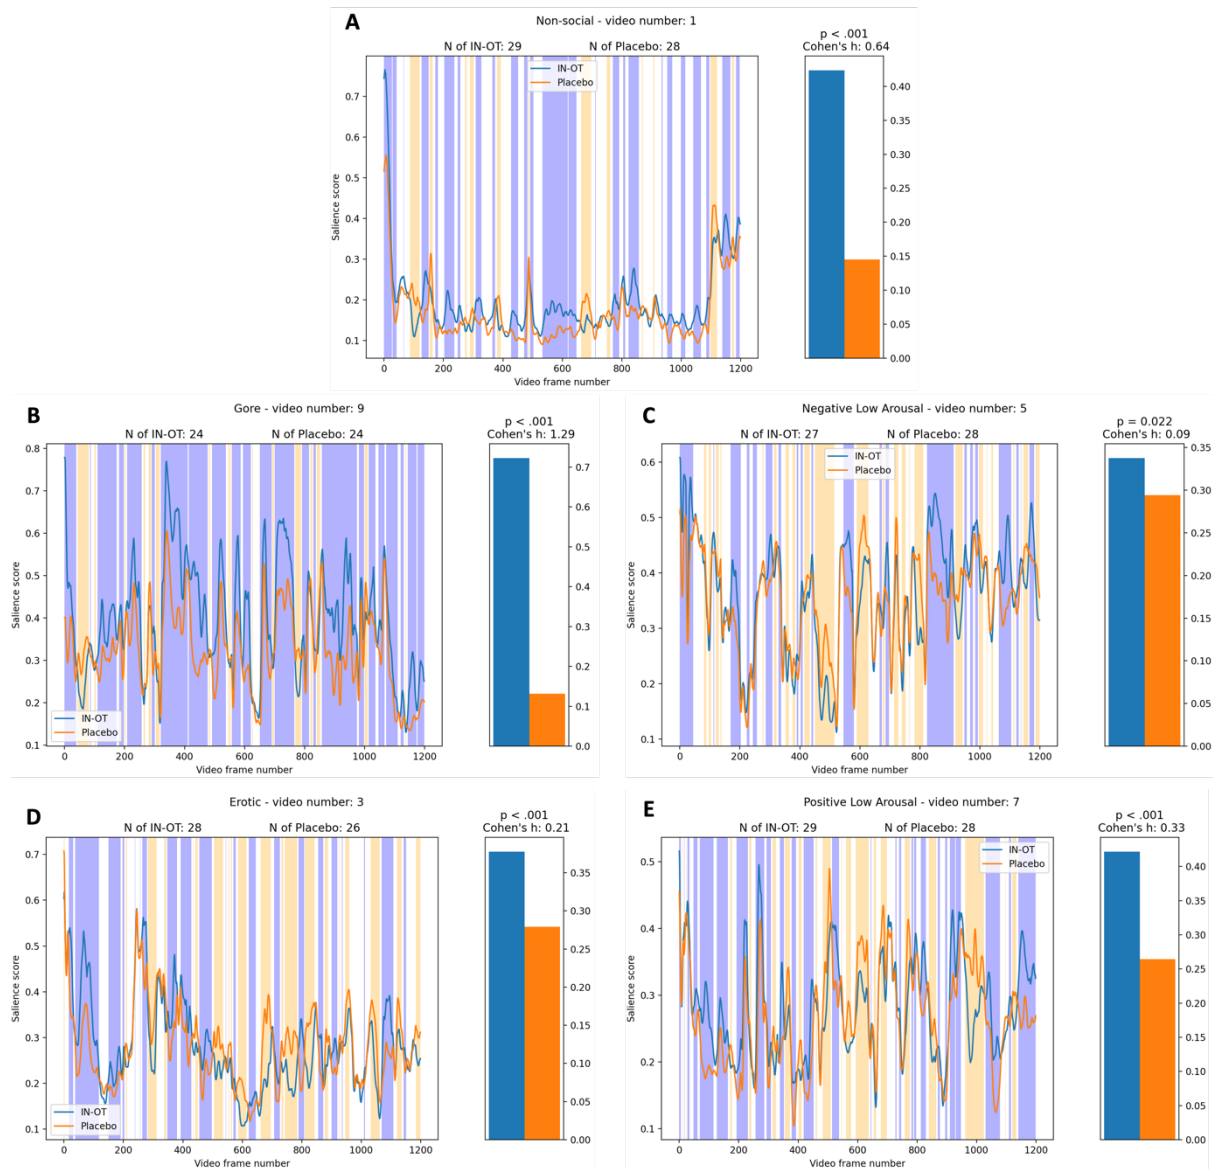 A
Non-social - video number: 1
N of IN-OT: 29
N of Placebo: 28
p < .001
Cohen's h: 0.64
IN-OT
Placebo
Salience score
0.7
0.6
0.5
0.4
0.3
0.2
0.1
0
200
400
600
800
1000
1200
Video frame number
0.40
0.35
0.30
0.25
0.20
0.15
0.10
0.05
0.00
B
Gore - video number: 9
N of IN-OT: 24
N of Placebo: 24
p < .001
Cohen's h: 1.29
Salience score
0.8
0.7
0.6
0.5
0.4
0.3
0.2
0.1
IN-OT
Placebo
0
200
400
600
800
1000
1200
Video frame number
0.7
0.6
0.5
0.4
0.3
0.2
0.1
0.0
C
Negative Low Arousal - video number: 5
N of IN-OT: 27
N of Placebo: 28
p = 0.022
Cohen's h: 0.09
IN-OT
Placebo
Salience score
0.6
0.5
0.4
0.3
0.2
0.1
0
200
400
600
800
1000
1200
Video frame number
0.35
0.30
0.25
0.20
0.15
0.10
0.05
0.00
D
Erotic - video number: 3
N of IN-OT: 28
N of Placebo: 26
p < .001
Cohen's h: 0.21
Salience score
0.7
0.6
0.5
0.4
0.3
0.2
0.1
IN-OT
Placebo
0
200
400
600
800
1000
1200
Video frame number
0.35
0.30
0.25
0.20
0.15
0.10
0.05
0.00
E
Positive Low Arousal - video number: 7
N of IN-OT: 29
N of Placebo: 28
p < .001
Cohen's h: 0.33
IN-OT
Placebo
Salience score
0.5
0.4
0.3
0.2
0.1
0
200
400
600
800
1000
1200
Video frame number
0.40
0.35
0.30
0.25
0.20
0.15
0.10
0.05
0.00